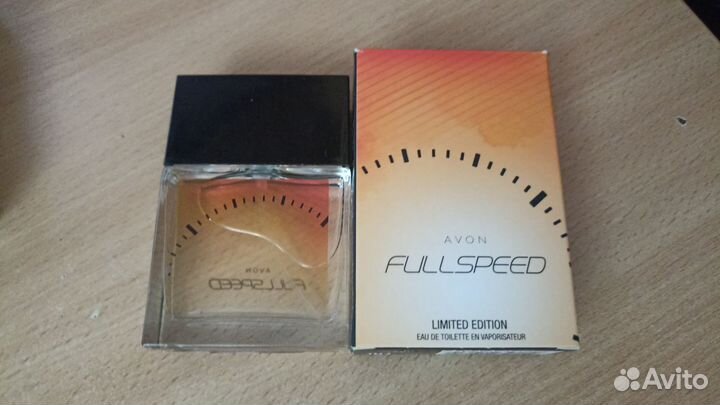 AVON
FULLSPEED
AVON
FULLSPEED
LIMITED EDITION
EAU DE TOILETTE EN VAPORISATEUR
Avito